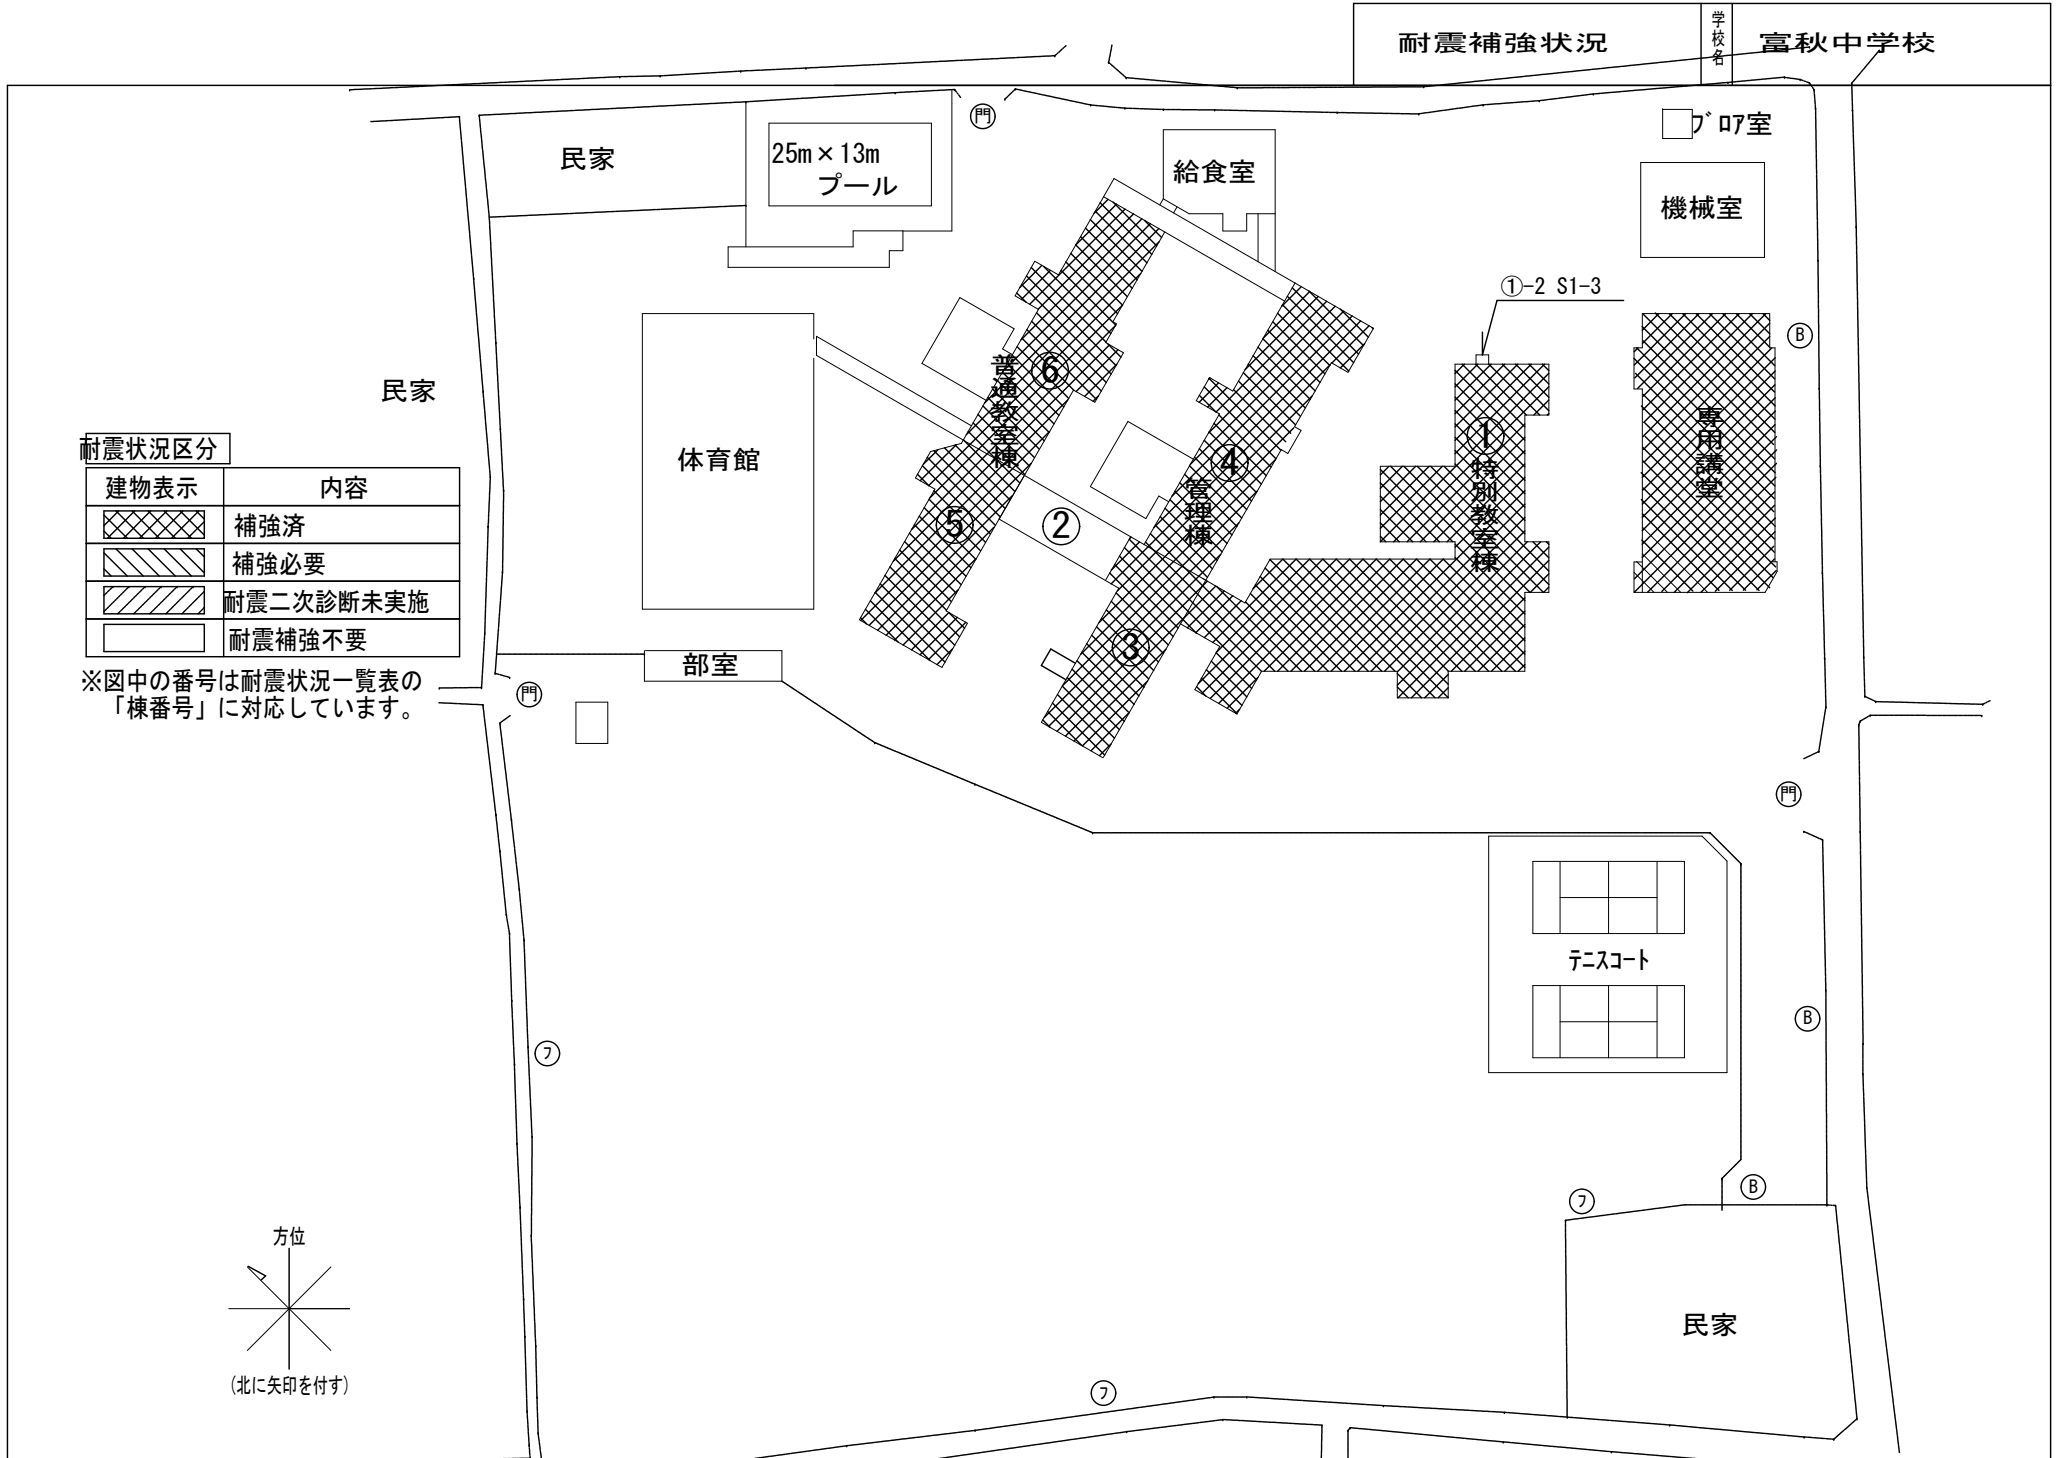 耐震補強状況
学校名
富秋中学校
門
ﾌﾞﾛｱ室
民家
25m×13m
プール
給食室
機械室
①-2 S1-3
B
民家
普通教室棟
⑥
体育館
④
管理棟
①
特別教室棟
専用講堂
⑤
②
③
耐震状況区分
建物表示 内容
補強済
補強必要
耐震二次診断未実施
耐震補強不要
※図中の番号は耐震状況一覧表の
「棟番号」に対応しています。
部室
門
門
ﾃﾆｽｺｰﾄ
B
フ
B
フ
方位
民家
(北に矢印を付す)
フ